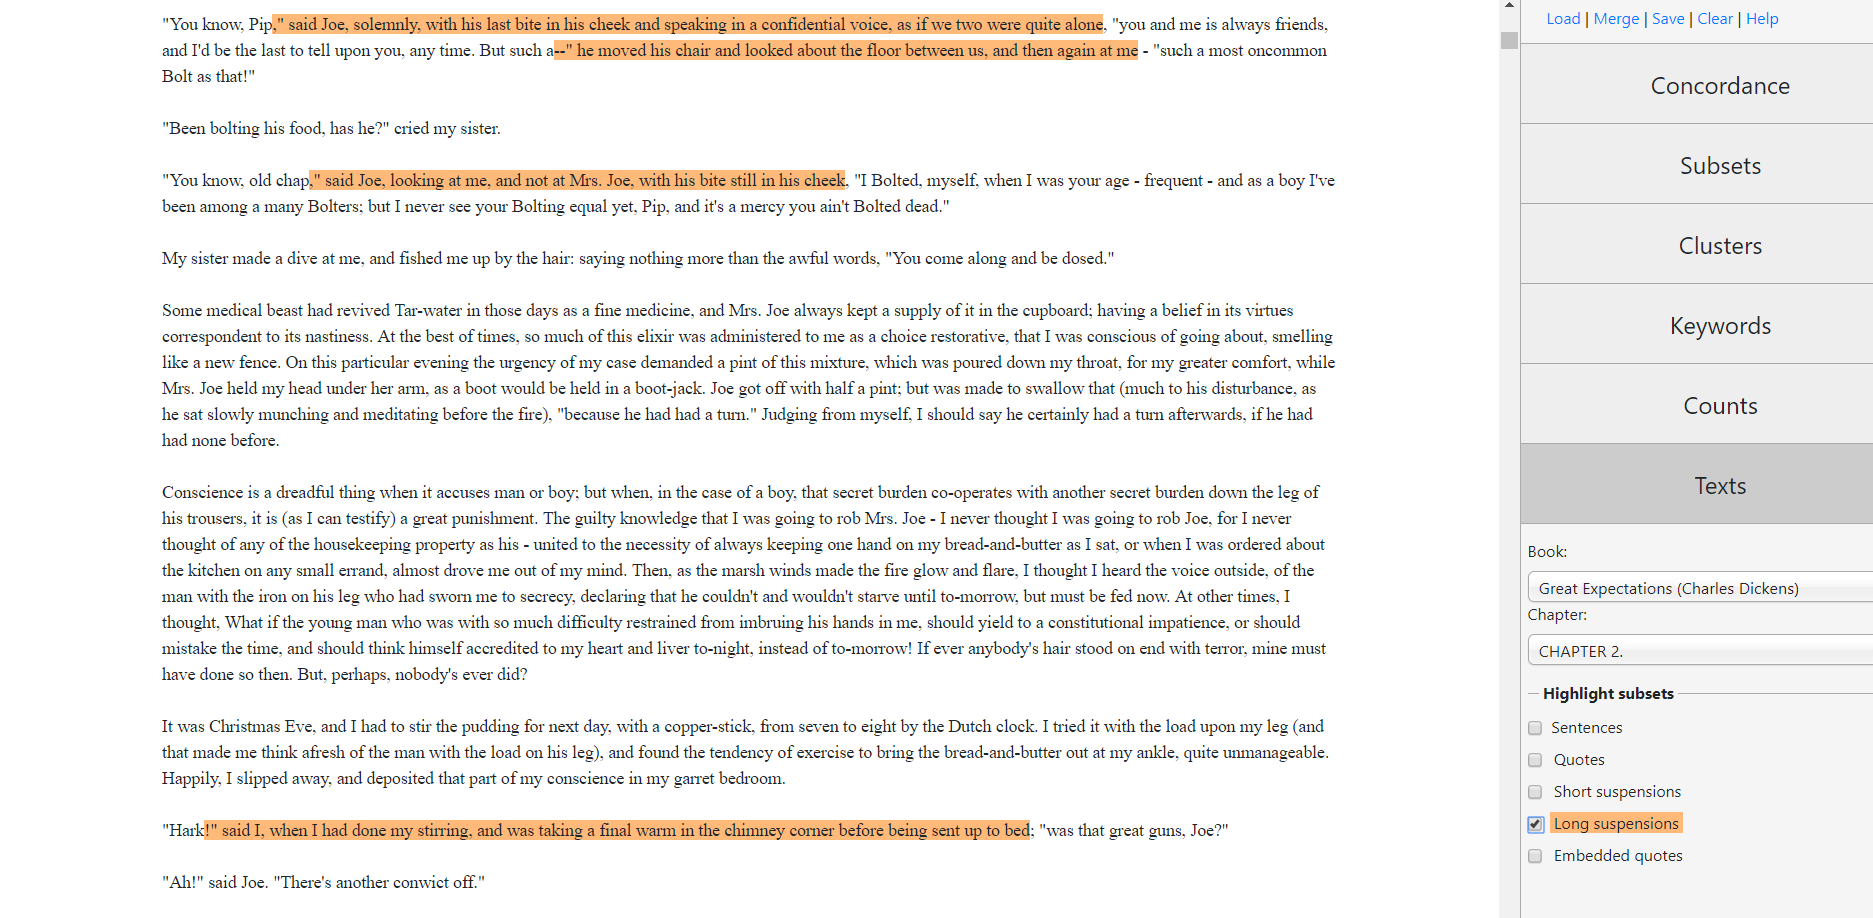 "You know, Pip," said Joe, solemnly, with his last bite in his cheek and speaking in a confidential voice, as if we two were quite alone, "you and me is always friends,
and I'd be the last to tell upon you, any time. But such a--" he moved his chair and looked about the floor between us, and then again at me - "such a most oncommon
Bolt as that!"
"Been bolting his food, has he?" cried my sister.
"You know, old chap," said Joe, looking at me, and not at Mrs. Joe, with his bite still in his cheek, "I Bolted, myself, when I was your age - frequent - and as a boy I've
been among a many Bolters; but I never see your Bolting equal yet, Pip, and it's a mercy you ain't Bolted dead."
My sister made a dive at me, and fished me up by the hair: saying nothing more than the awful words, "You come along and be dosed."
Some medical beast had revived Tar-water in those days as a fine medicine, and Mrs. Joe always kept a supply of it in the cupboard; having a belief in its virtues
correspondent to its nastiness. At the best of times, so much of this elixir was administered to me as a choice restorative, that I was conscious of going about, smelling
like a new fence. On this particular evening the urgency of my case demanded a pint of this mixture, which was poured down my throat, for my greater comfort, while
Mrs. Joe held my head under her arm, as a boot would be held in a boot-jack. Joe got off with half a pint; but was made to swallow that (much to his disturbance, as
he sat slowly munching and meditating before the fire), "because he had had a turn." Judging from myself, I should say he certainly had a turn afterwards, if he had
had none before.
Conscience is a dreadful thing when it accuses man or boy; but when, in the case of a boy, that secret burden co-operates with another secret burden down the leg of
his trousers, it is (as I can testify) a great punishment. The guilty knowledge that I was going to rob Mrs. Joe - I never thought I was going to rob Joe, for I never
thought of any of the housekeeping property as his - united to the necessity of always keeping one hand on my bread-and-butter as I sat, or when I was ordered about
the kitchen on any small errand, almost drove me out of my mind. Then, as the marsh winds made the fire glow and flare, I thought I heard the voice outside, of the
man with the iron on his leg who had sworn me to secrecy, declaring that he couldn't and wouldn't starve until to-morrow, but must be fed now. At other times, I
thought, What if the young man who was with so much difficulty restrained from imbruing his hands in me, should yield to a constitutional impatience, or should
mistake the time, and should think himself accredited to my heart and liver to-night, instead of to-morrow! If ever anybody's hair stood on end with terror, mine must
have done so then. But, perhaps, nobody's ever did?
It was Christmas Eve, and I had to stir the pudding for next day, with a copper-stick, from seven to eight by the Dutch clock. I tried it with the load upon my leg (and
that made me think afresh of the man with the load on his leg), and found the tendency of exercise to bring the bread-and-butter out at my ankle, quite unmanageable.
Happily, I slipped away, and deposited that part of my conscience in my garret bedroom.
"Hark!" said I, when I had done my stirring, and was taking a final warm in the chimney corner before being sent up to bed; "was that great guns, Joe?"
"Ah!" said Joe. "There's another convict off."
Load | Merge | Save | Clear | Help
Concordance
Subsets
Clusters
Keywords
Counts
Texts
Book:
Great Expectations (Charles Dickens)
Chapter:
CHAPTER 2.
Highlight subsets
Sentences
Quotes
Short suspensions
Long suspensions
Embedded quotes